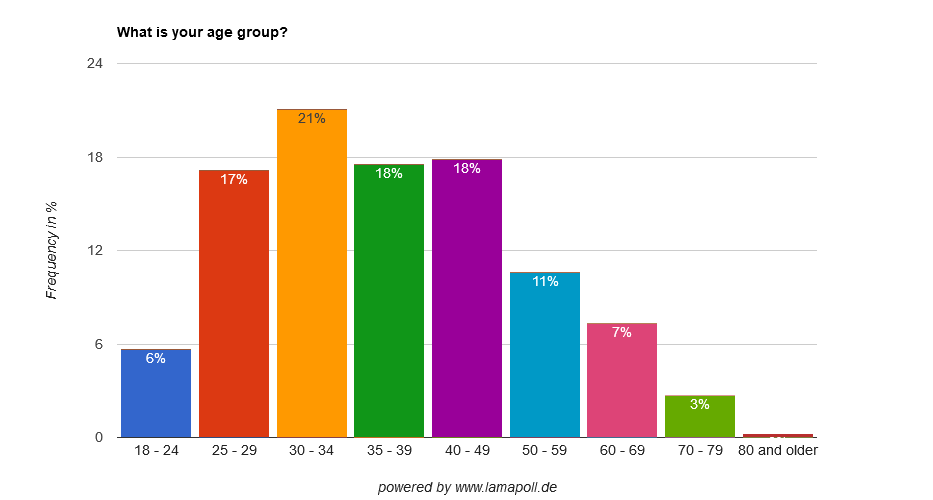 What is your age group?
24
18
12
6
0
Frequency in %
6%
17%
21%
18%
18%
11%
7%
3%
18 - 24
25 - 29
30 - 34
35 - 39
40 - 49
50 - 59
60 - 69
70 - 79
80 and older
powered by www.lamapoll.de